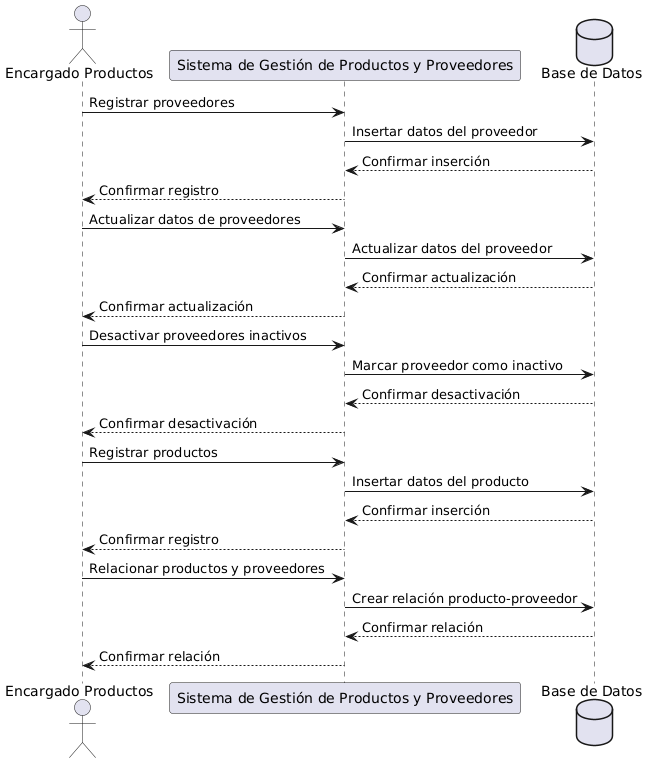 Encargado Productos
Sistema de Gestión de Productos y Proveedores
Base de Datos
Registrar proveedores
Insertar datos del proveedor
Confirmar inserción
Confirmar registro
Actualizar datos de proveedores
Actualizar datos del proveedor
Confirmar actualización
Confirmar actualización
Desactivar proveedores inactivos
Marcar proveedor como inactivo
Confirmar desactivación
Confirmar desactivación
Registrar productos
Insertar datos del producto
Confirmar inserción
Confirmar registro
Relacionar productos y proveedores
Crear relación producto-proveedor
Confirmar relación
Confirmar relación
Encargado Productos
Sistema de Gestión de Productos y Proveedores
Base de Datos